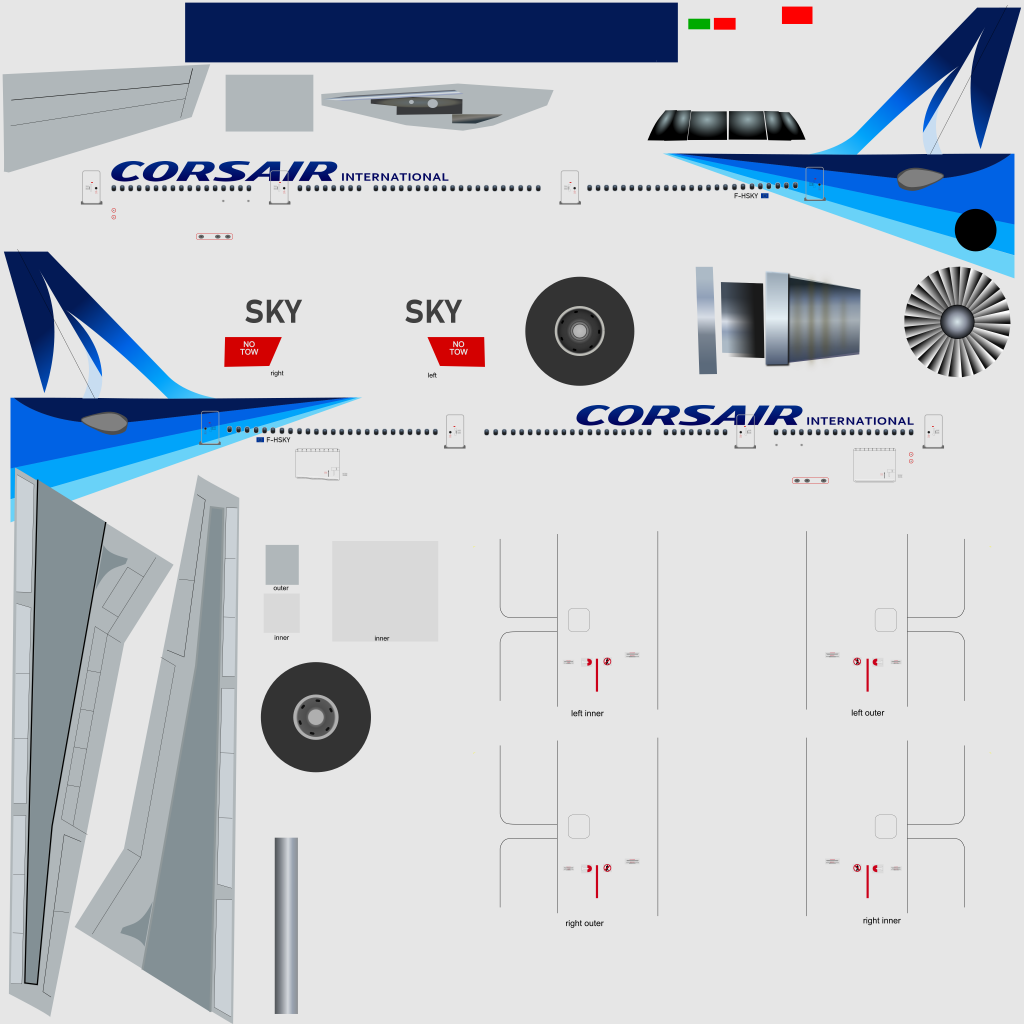 CORSAIR INTERNATIONAL
F-HSKY
SKY
SKY
NO
TOW
NO
TOW
right
left
CORSAIR INTERNATIONAL
F-HSKY
outer
inner
inner
left inner
left outer
right outer
right inner